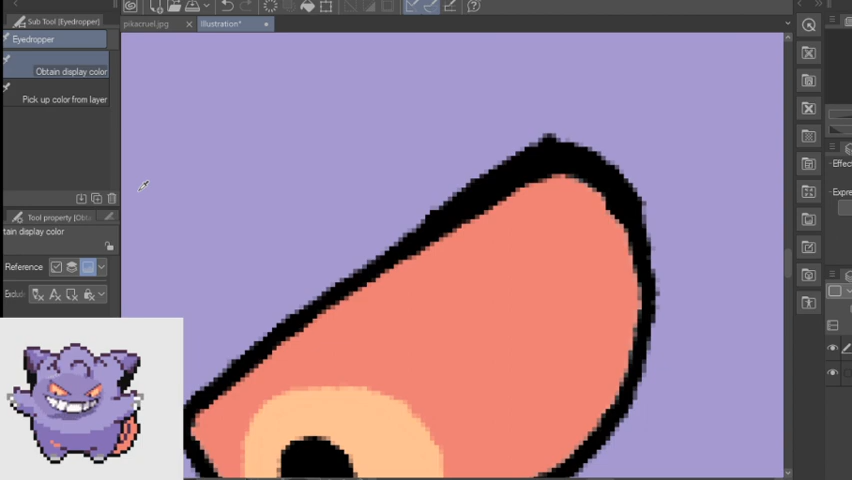 Sub Tool [Eyedropper]
pikacruel.jpg
Illustration*
Eyedropper
Obtain display color
Pick up color from layer
Tool property [Obt
tain display color
Reference
Exclud
Effect
Expre